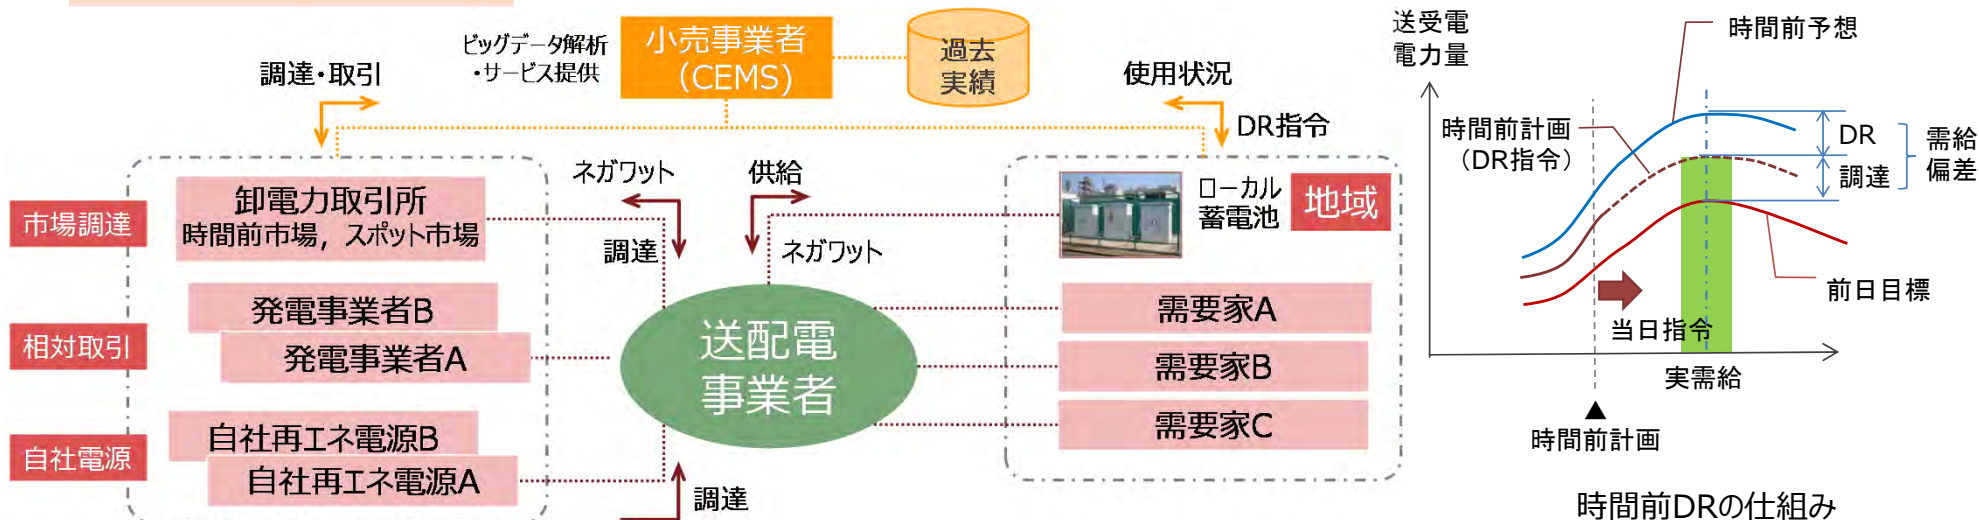 ビッグデータ解析
・サービス提供
小売事業者
(CEMS)
過去
実績
調達・取引
使用状況
DR指令
ネガワット
供給
調達
ネガワット
市場調達
卸電力取引所
時間前市場，スポット市場
ローカル
蓄電池
地域
相対取引
発電事業者B
発電事業者A
送配電
事業者
需要家A
需要家B
需要家C
自社電源
自社再エネ電源B
自社再エネ電源A
調達
送受電
電力量
時間前予想
時間前計画
（DR指令）
DR
調達
需給
偏差
前日目標
当日指令
実需給
時間前計画
時間前DRの仕組み